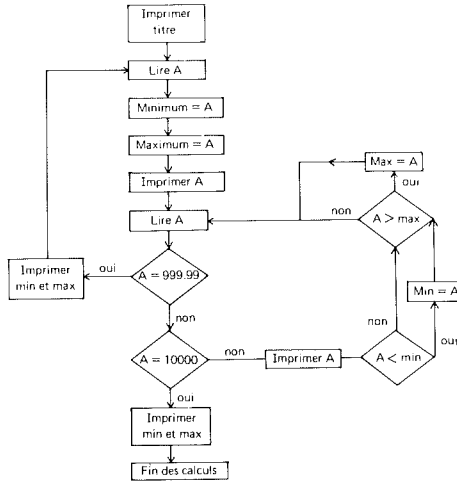 Imprimer
titre
Lire A
Minimum = A
Maximum = A
Imprimer A
Lire A
Max = A
oui
non
A > max
Imprimer
min et max
oui
A = 999.99
Min = A
non
non
oui
A = 10000
non
Imprimer A
A < min
oui
Imprimer
min et max
Fin des calculs